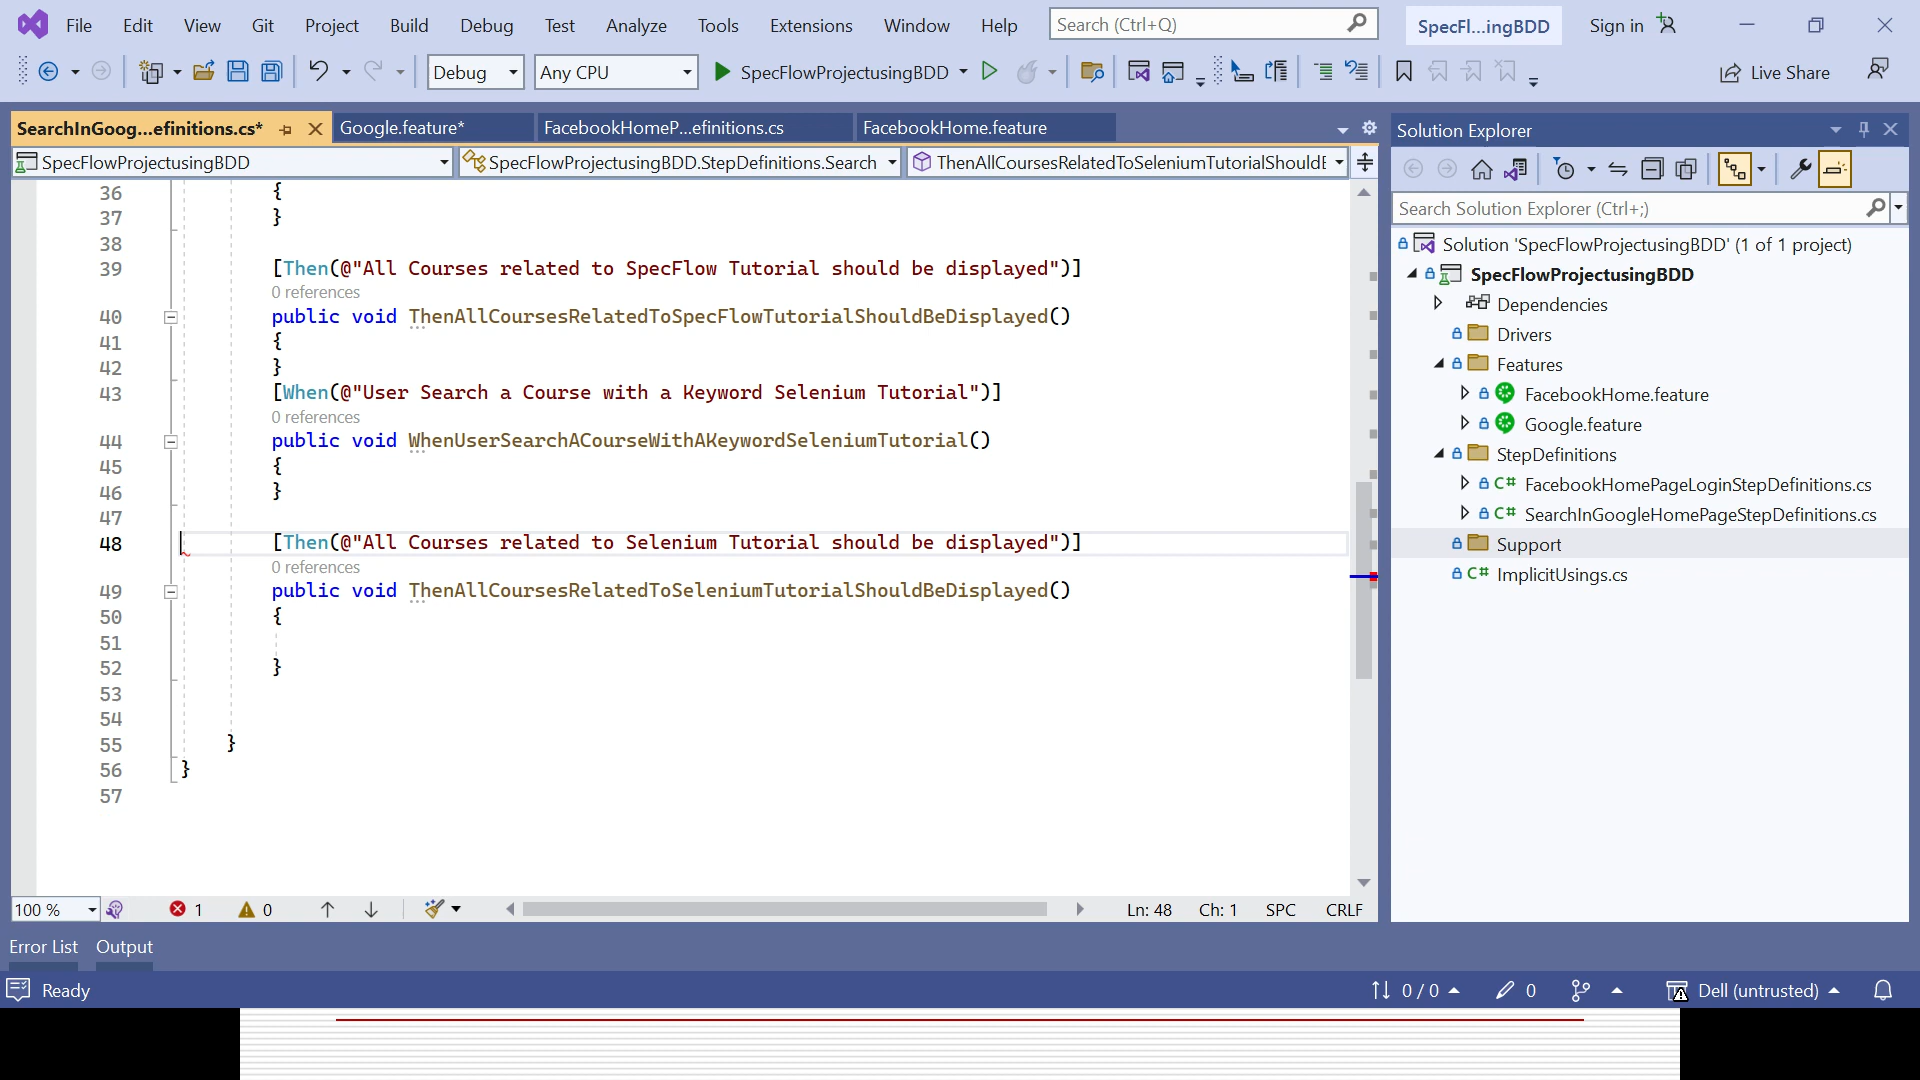 File Edit View Git Project Build Debug Test Analyze Tools Extensions Window Help Search (Ctrl+Q) SpecFl...ingBDD Sign in
Debug Any CPU SpecFlowProjectusingBDD Live Share
SearchInGoog...efinitions.cs* Google.feature* FacebookHomeP...efinitions.cs FacebookHome.feature
SpecFlowProjectusingBDD SpecFlowProjectusingBDD.StepDefinitions.Search ThenAllCoursesRelatedToSeleniumTutorialShouldE
36 {
37 }
38
39 [Then(@"All Courses related to SpecFlow Tutorial should be displayed")]
0 references
40 public void ThenAllCoursesRelatedToSpecFlowTutorialShouldBeDisplayed()
41 {
42 }
43 [When(@"User Search a Course with a Keyword Selenium Tutorial")]
0 references
44 public void WhenUserSearchACourseWithAKeywordSeleniumTutorial()
45 {
46 }
47
48 [Then(@"All Courses related to Selenium Tutorial should be displayed")]
0 references
49 public void ThenAllCoursesRelatedToSeleniumTutorialShouldBeDisplayed()
50 {
51
52 }
53
54
55 }
56 }
57
100 % 1 0 Ln: 48 Ch: 1 SPC CRLF
Solution Explorer
Search Solution Explorer (Ctrl+;)
Solution 'SpecFlowProjectusingBDD' (1 of 1 project)
SpecFlowProjectusingBDD
Dependencies
Drivers
Features
FacebookHome.feature
Google.feature
StepDefinitions
C# FacebookHomePageLoginStepDefinitions.cs
C# SearchInGoogleHomePageStepDefinitions.cs
Support
C# ImplicitUsings.cs
Error List Output
Ready 0 / 0 0 Dell (untrusted)